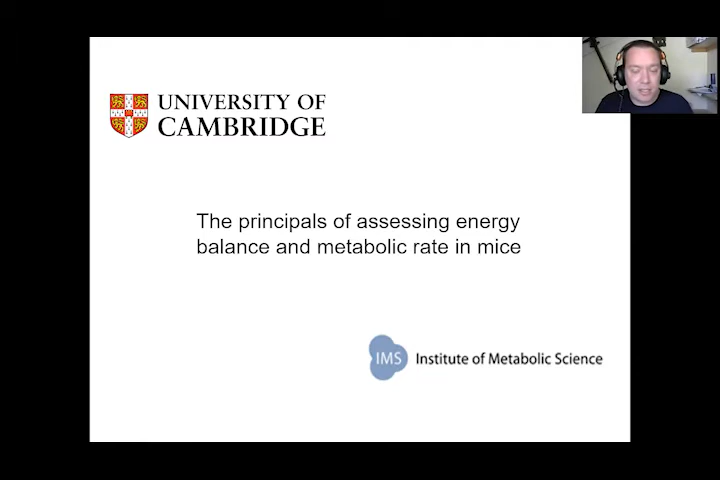 UNIVERSITY OF
CAMBRIDGE
The principals of assessing energy
balance and metabolic rate in mice
IMS
Institute of Metabolic Science